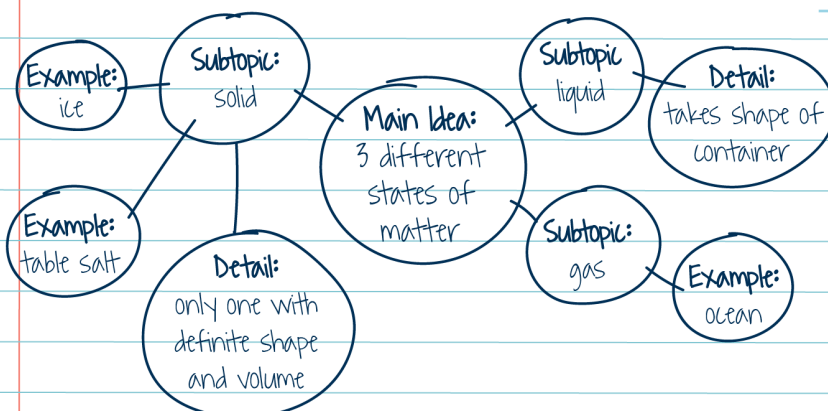 Example:
ice
Subtopic:
solid
Example:
table salt
Detail:
only one with
definite shape
and volume
Main Idea:
3 different
states of
matter
Subtopic
liquid
Detail:
takes shape of
container
Subtopic:
gas
Example:
ocean